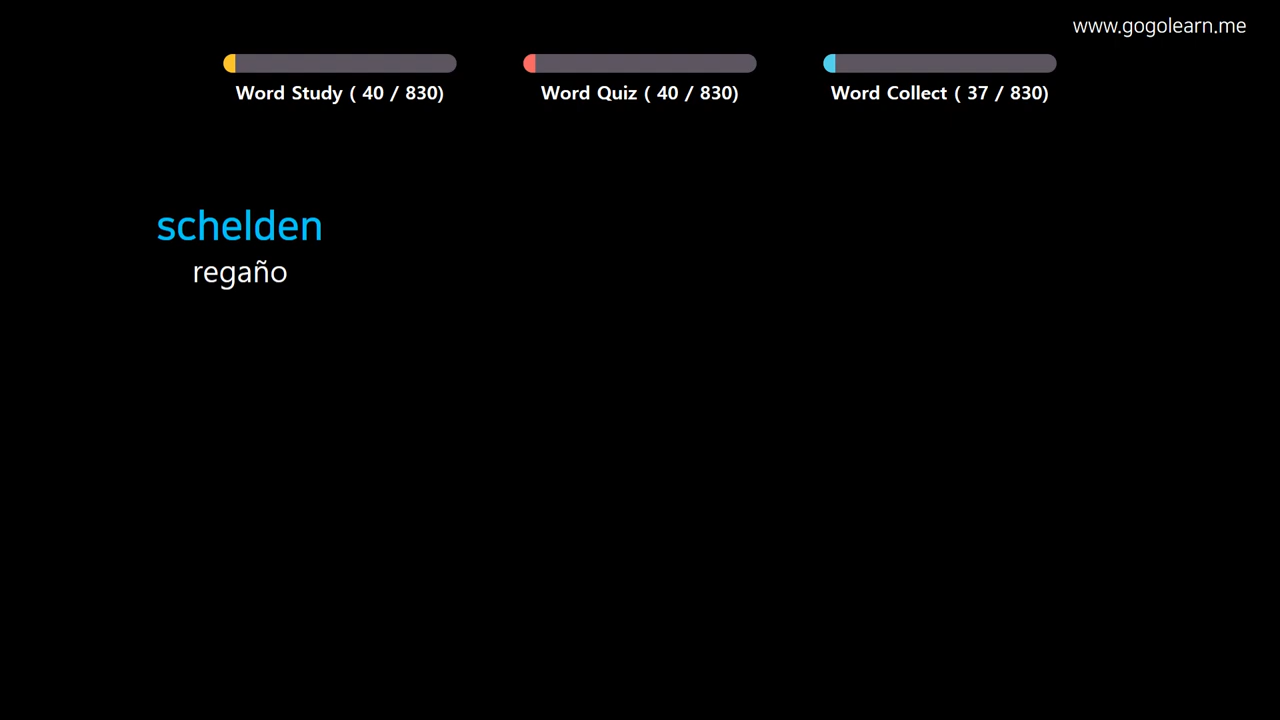 www.gogolearn.me
Word Study ( 40 / 830)
Word Quiz ( 40 / 830)
Word Collect ( 37 / 830)
schelden
regaño